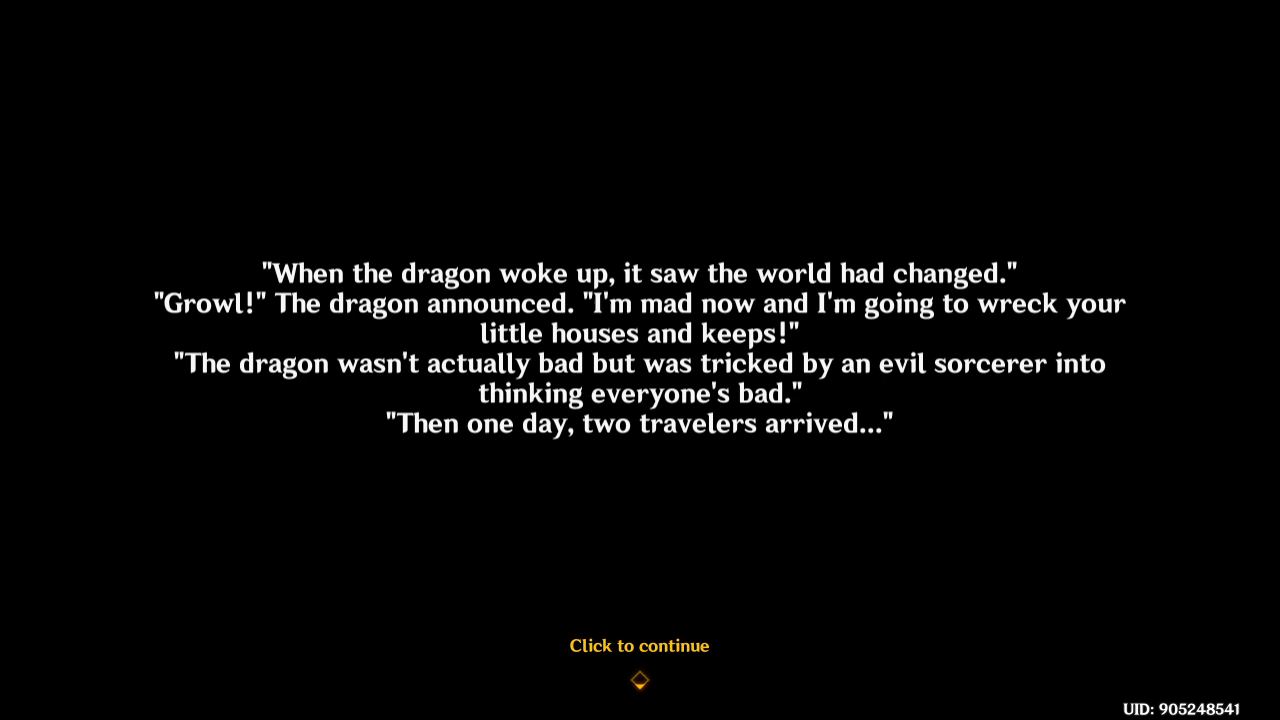 "When the dragon woke up, it saw the world had changed."
"Growl!" The dragon announced. "I'm mad now and I'm going to wreck your
little houses and keeps!"
"The dragon wasn't actually bad but was tricked by an evil sorcerer into
thinking everyone's bad."
"Then one day, two travelers arrived..."
Click to continue
UID: 905248541